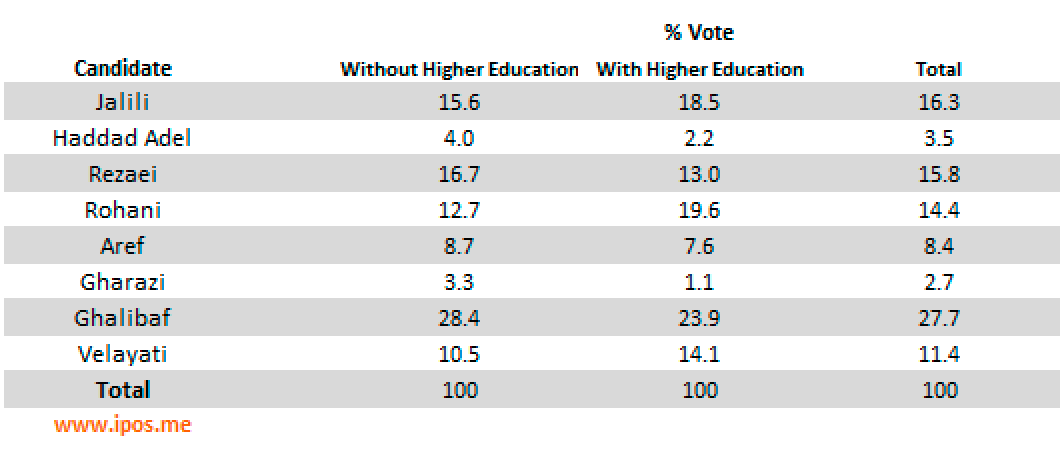 % Vote
Candidate Without Higher Education With Higher Education Total
Jalili 15.6 18.5 16.3
Haddad Adel 4.0 2.2 3.5
Rezaei 16.7 13.0 15.8
Rohani 12.7 19.6 14.4
Aref 8.7 7.6 8.4
Gharazi 3.3 1.1 2.7
Ghalibaf 28.4 23.9 27.7
Velayati 10.5 14.1 11.4
Total 100 100 100
www.ipos.me